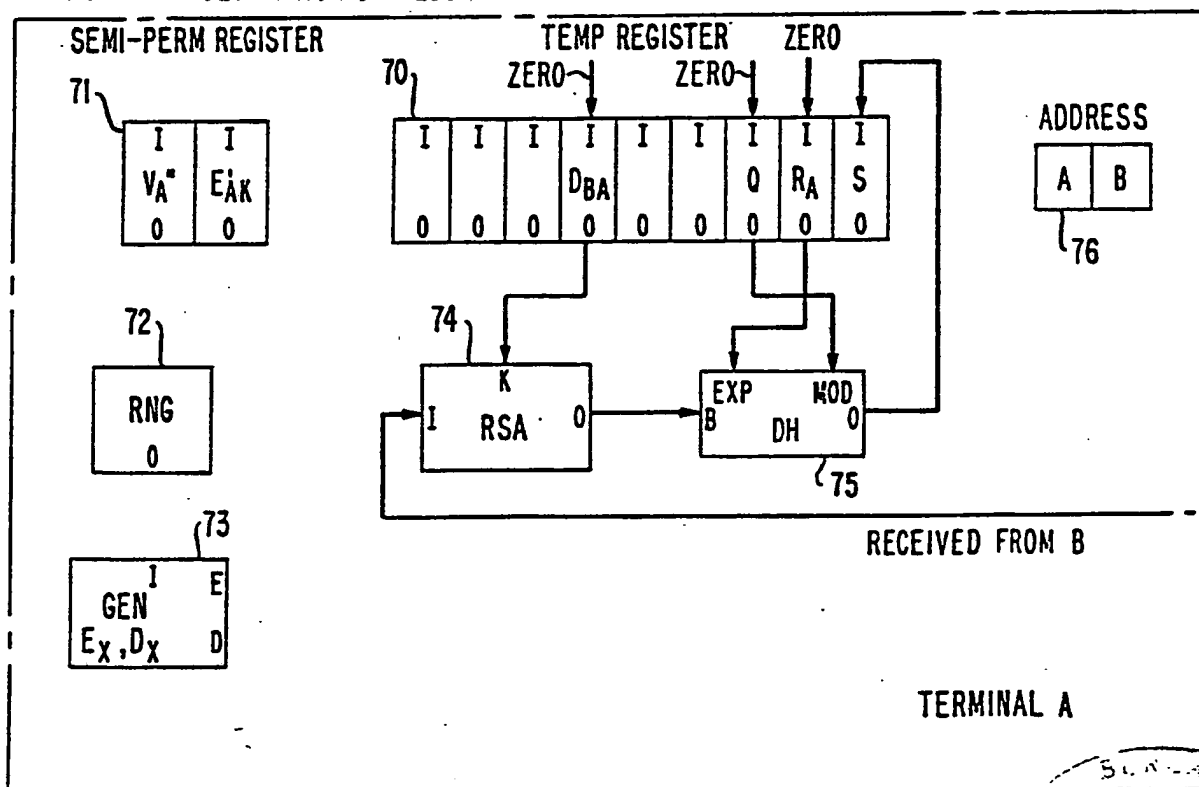 SEMI-PERM REGISTER
TEMP REGISTER
ZERO
ZERO
ZERO
71
70
I I
V_A" E'_AK
0 0
I I I I I I I I I
D_BA Q R_A S
0 0 0 0 0 0 0 0 0
ADDRESS
A B
76
72
RNG
0
74
K
I RSA 0
EXP MOD
B DH 0
75
RECEIVED FROM B
73
I E
GEN
E_X, D_X D
TERMINAL A